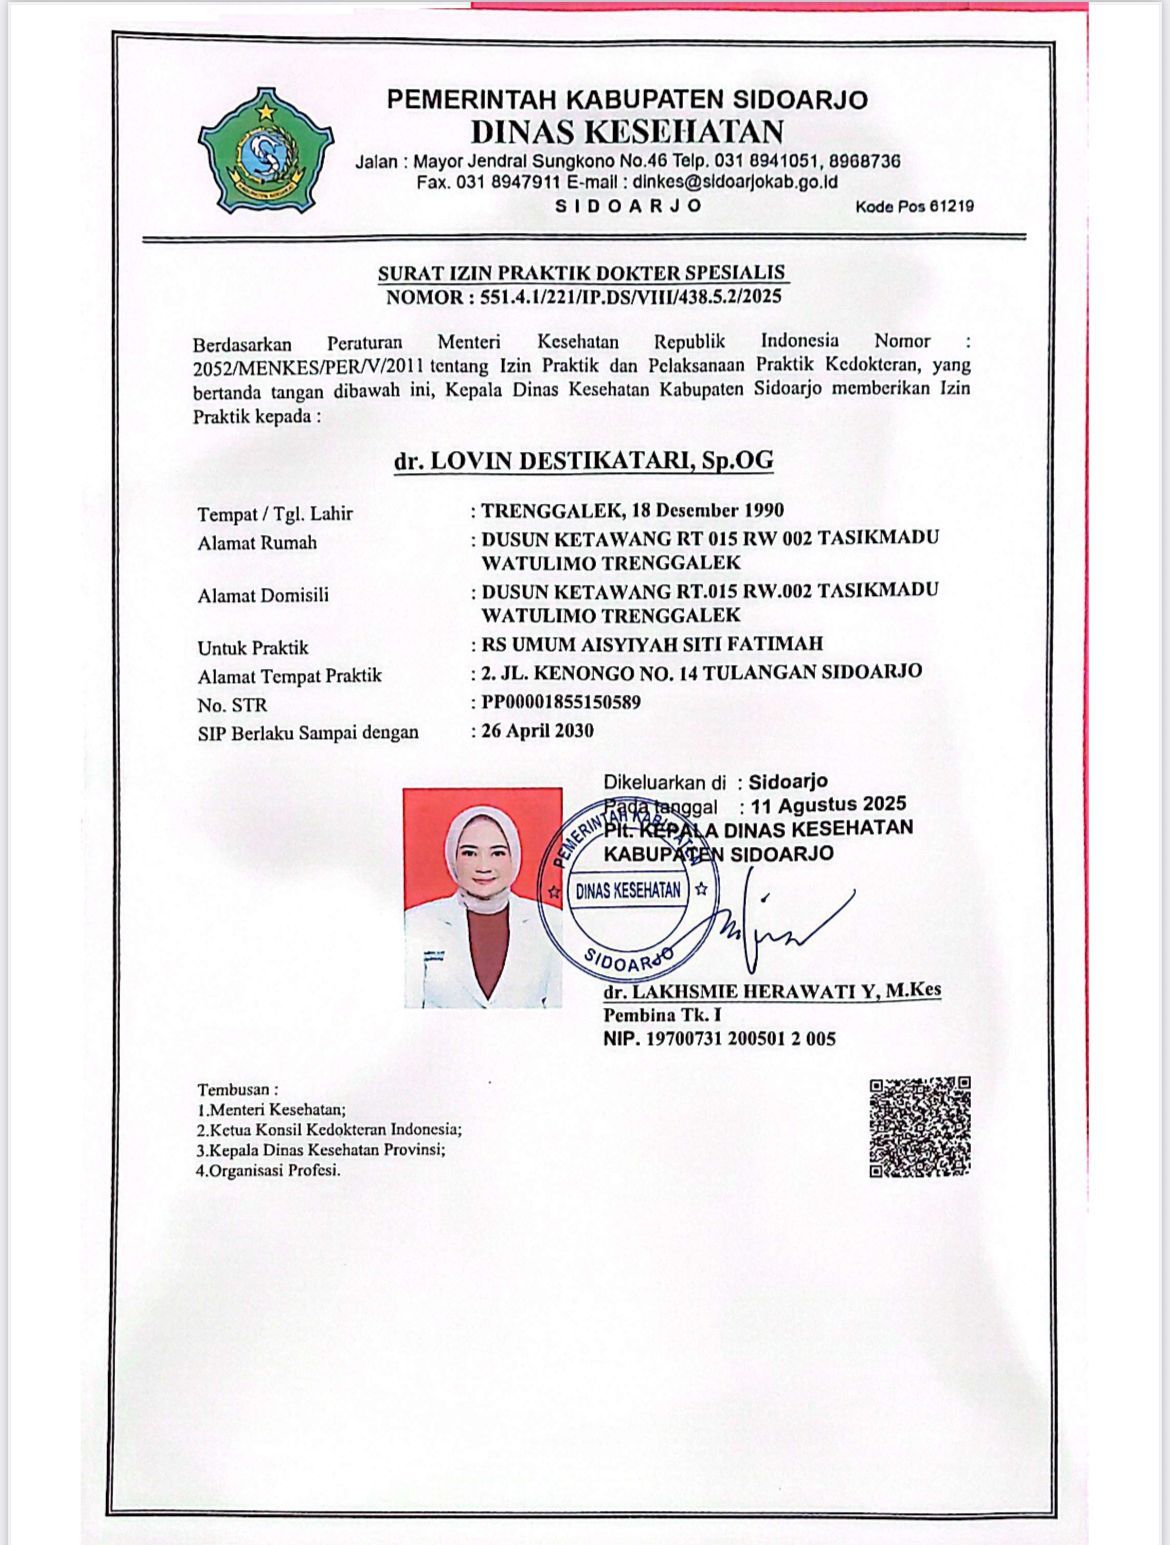 PEMERINTAH KABUPATEN SIDOARJO
DINAS KESEHATAN
Jalan : Mayor Jendral Sungkono No.46 Telp. 031 8941051, 8968736
Fax. 031 8947911 E-mail : dinkes@sidoarjokab.go.id
S I D O A R J O
Kode Pos 61219
KABUPATEN SIDOARJO
SURAT IZIN PRAKTIK DOKTER SPESIALIS
NOMOR : 551.4.1/221/IP.DS/VIII/438.5.2/2025
Berdasarkan Peraturan Menteri Kesehatan Republik Indonesia Nomor :
2052/MENKES/PER/V/2011 tentang Izin Praktik dan Pelaksanaan Praktik Kedokteran, yang
bertanda tangan dibawah ini, Kepala Dinas Kesehatan Kabupaten Sidoarjo memberikan Izin
Praktik kepada :
dr. LOVIN DESTIKATARI, Sp.OG
Tempat / Tgl. Lahir : TRENGGALEK, 18 Desember 1990
Alamat Rumah : DUSUN KETAWANG RT 015 RW 002 TASIKMADU
WATULIMO TRENGGALEK
Alamat Domisili : DUSUN KETAWANG RT.015 RW.002 TASIKMADU
WATULIMO TRENGGALEK
Untuk Praktik : RS UMUM AISYIYAH SITI FATIMAH
Alamat Tempat Praktik : 2. JL. KENONGO NO. 14 TULANGAN SIDOARJO
No. STR : PP00001855150589
SIP Berlaku Sampai dengan : 26 April 2030
Dikeluarkan di : Sidoarjo
Pada tanggal : 11 Agustus 2025
Plt. KEPALA DINAS KESEHATAN
KABUPATEN SIDOARJO
PEMERINTAH KABUPATEN
DINAS KESEHATAN
SIDOARJO
dr. LAKHSMIE HERAWATI Y, M.Kes
Pembina Tk. I
NIP. 19700731 200501 2 005
Tembusan :
1.Menteri Kesehatan;
2.Ketua Konsil Kedokteran Indonesia;
3.Kepala Dinas Kesehatan Provinsi;
4.Organisasi Profesi.